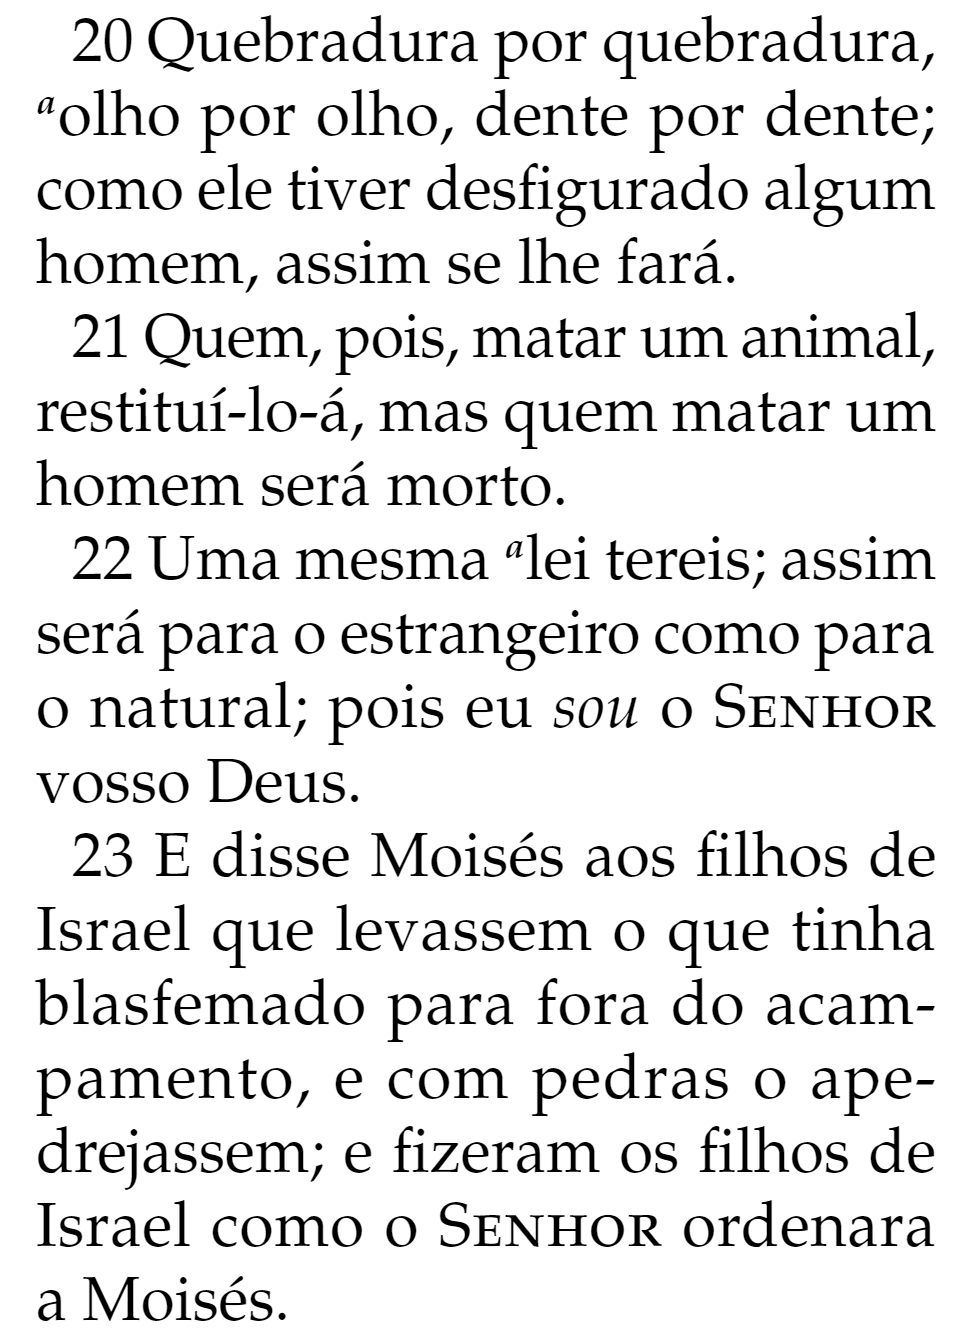 20 Quebradura por quebradura,
ᵃolho por olho, dente por dente;
como ele tiver desfigurado algum
homem, assim se lhe fará.
21 Quem, pois, matar um animal,
restituí-lo-á, mas quem matar um
homem será morto.
22 Uma mesma ᵃlei tereis; assim
será para o estrangeiro como para
o natural; pois eu sou o SENHOR
vosso Deus.
23 E disse Moisés aos filhos de
Israel que levassem o que tinha
blasfemado para fora do acam-
pamento, e com pedras o ape-
drejassem; e fizeram os filhos de
Israel como o SENHOR ordenara
a Moisés.